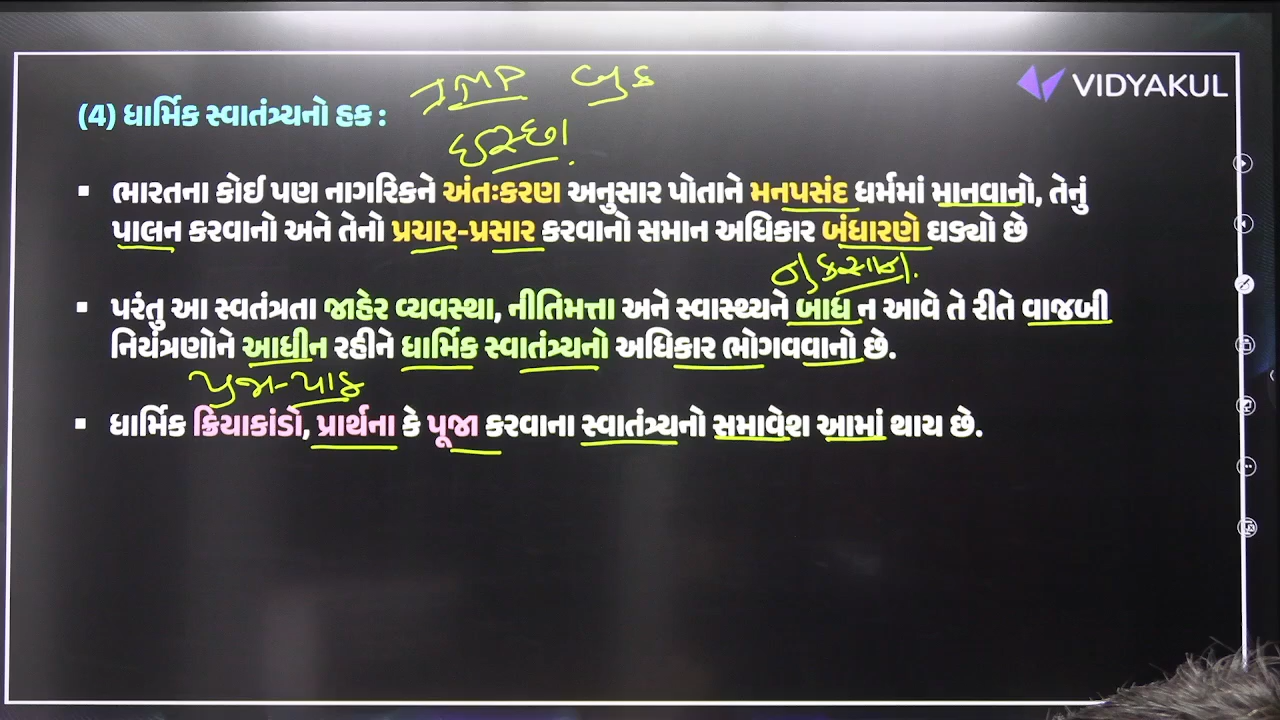 IMP બુક
VIDYAKUL
(4) ધાર્મિક સ્વાતંત્ર્યનો હક :
ઇચ્છા
ભારતના કોઈ પણ નાગરિકને અંતઃકરણ અનુસાર પોતાને મનપસંદ ધર્મમાં માનવાનો, તેનું
પાલન કરવાનો અને તેનો પ્રચાર-પ્રસાર કરવાનો સમાન અધિકાર બંધારણે ઘડ્યો છે
નુકસાન.
પરંતુ આ સ્વતંત્રતા જાહેર વ્યવસ્થા, નીતિમત્તા અને સ્વાસ્થ્યને બાધ ન આવે તે રીતે વાજબી
નિયંત્રણોને આધીન રહીને ધાર્મિક સ્વાતંત્ર્યનો અધિકાર ભોગવવાનો છે.
પૂજા-પાઠ
ધાર્મિક ક્રિયાકાંડો, પ્રાર્થના કે પૂજા કરવાના સ્વાતંત્ર્યનો સમાવેશ આમાં થાય છે.